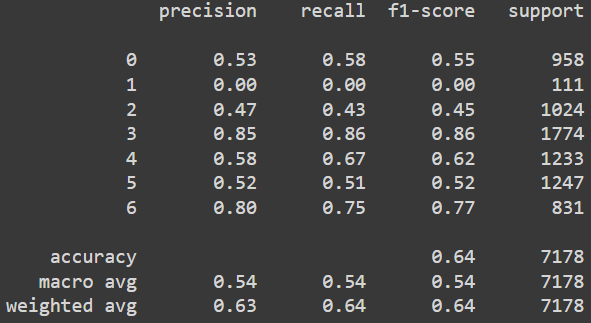 precision recall f1-score support
0 0.53 0.58 0.55 958
1 0.00 0.00 0.00 111
2 0.47 0.43 0.45 1024
3 0.85 0.86 0.86 1774
4 0.58 0.67 0.62 1233
5 0.52 0.51 0.52 1247
6 0.80 0.75 0.77 831
accuracy 0.64 7178
macro avg 0.54 0.54 0.54 7178
weighted avg 0.63 0.64 0.64 7178